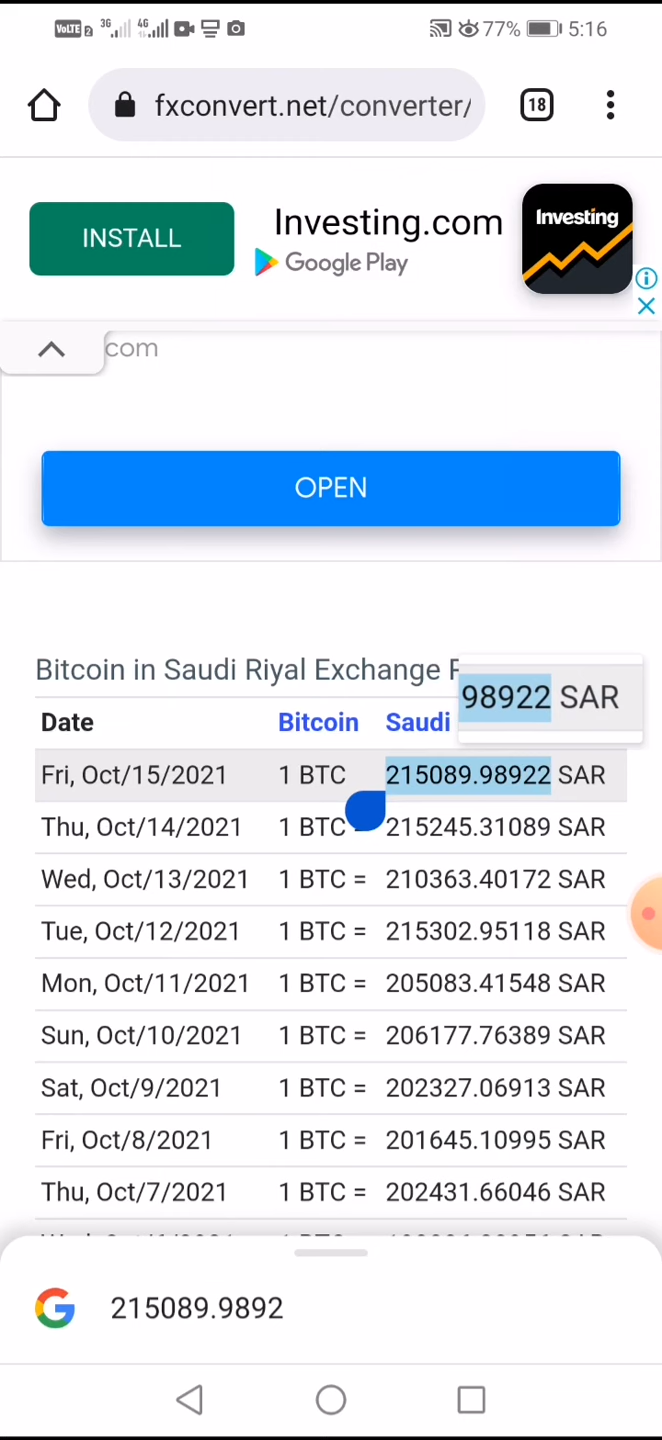 VoLTE 2 3G 4G 77% 5:16
fxconvert.net/converter/ 18
INSTALL Investing.com Investing
Google Play
com
OPEN
Bitcoin in Saudi Riyal Exchange
98922 SAR
Date Bitcoin Saudi
Fri, Oct/15/2021 1 BTC 215089.98922 SAR
Thu, Oct/14/2021 1 BTC 215245.31089 SAR
Wed, Oct/13/2021 1 BTC = 210363.40172 SAR
Tue, Oct/12/2021 1 BTC = 215302.95118 SAR
Mon, Oct/11/2021 1 BTC = 205083.41548 SAR
Sun, Oct/10/2021 1 BTC = 206177.76389 SAR
Sat, Oct/9/2021 1 BTC = 202327.06913 SAR
Fri, Oct/8/2021 1 BTC = 201645.10995 SAR
Thu, Oct/7/2021 1 BTC = 202431.66046 SAR
215089.9892